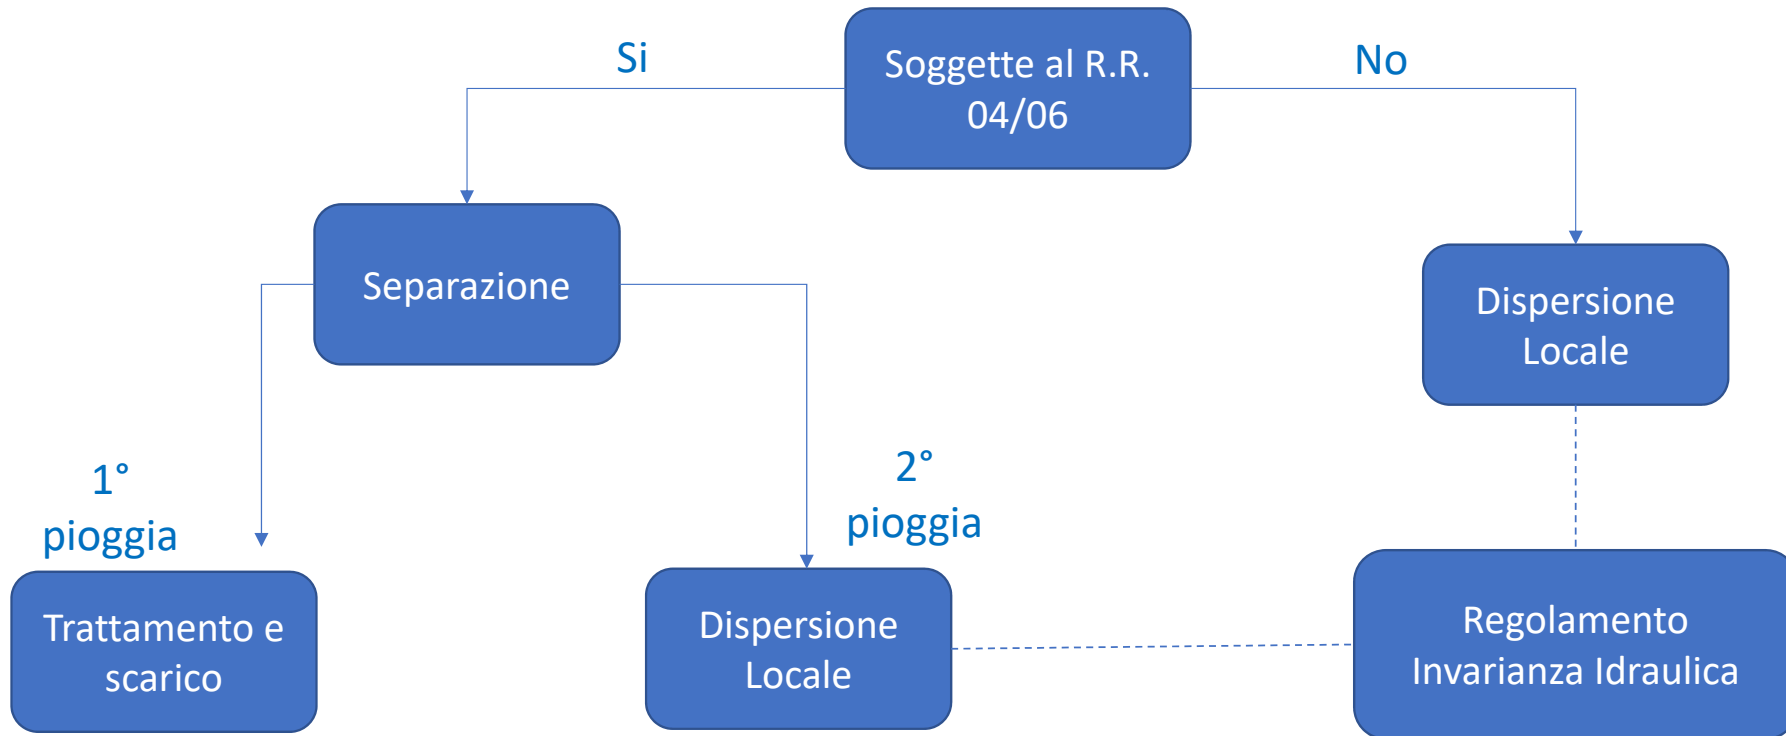 Soggette al R.R.
04/06
Si
No
Separazione
Dispersione
Locale
1°
pioggia
2°
pioggia
Trattamento e
scarico
Dispersione
Locale
Regolamento
Invarianza Idraulica